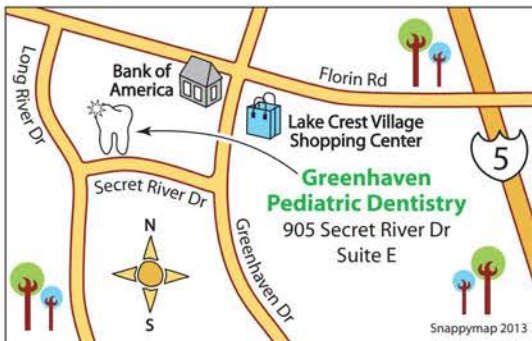 Long River Dr
Bank of
America
Florin Rd
Lake Crest Village
Shopping Center
5
Secret River Dr
Greenhaven
Pediatric Dentistry
905 Secret River Dr
Suite E
Greenhaven Dr
N
S
Snappymap 2013